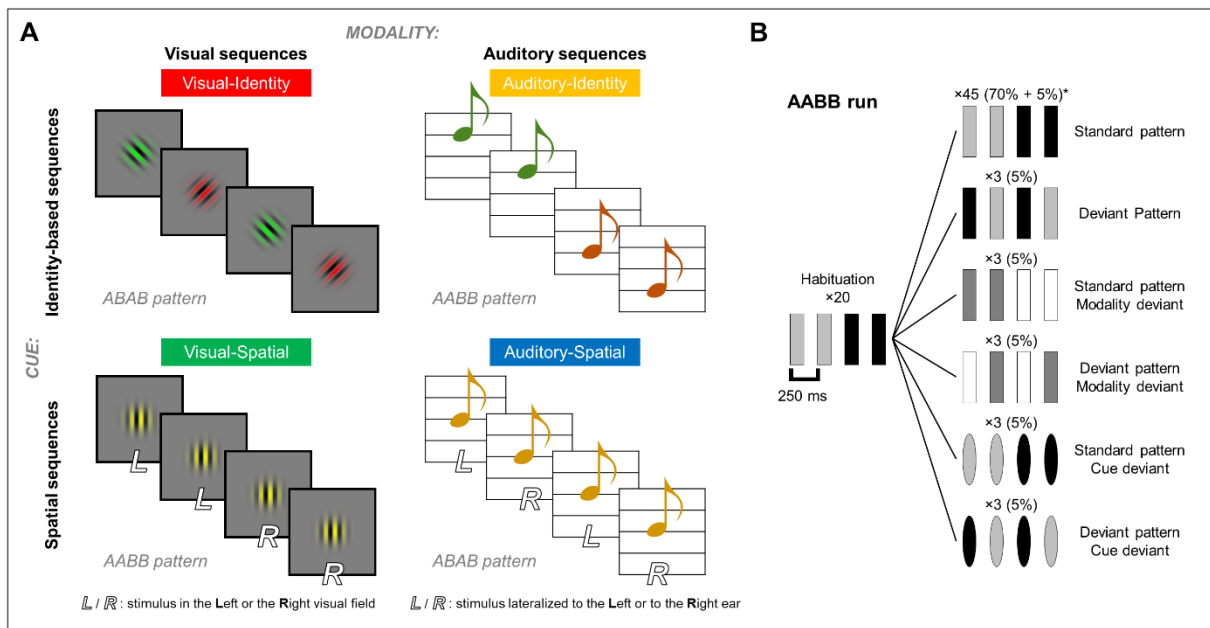 A
MODALITY:
Visual sequences
Auditory sequences
Visual-Identity
Auditory-Identity
Identity-based sequences
ABAB pattern
AABB pattern
CUE:
Visual-Spatial
Auditory-Spatial
Spatial sequences
L
L
R
R
L
R
L
R
AABB pattern
ABAB pattern
L / R : stimulus in the Left or the Right visual field
L / R : stimulus lateralized to the Left or to the Right ear
B
AABB run
Habituation
×20
250 ms
×45 (70% + 5%)*
Standard pattern
×3 (5%)
Deviant Pattern
×3 (5%)
Standard pattern
Modality deviant
×3 (5%)
Deviant pattern
Modality deviant
×3 (5%)
Standard pattern
Cue deviant
×3 (5%)
Deviant pattern
Cue deviant